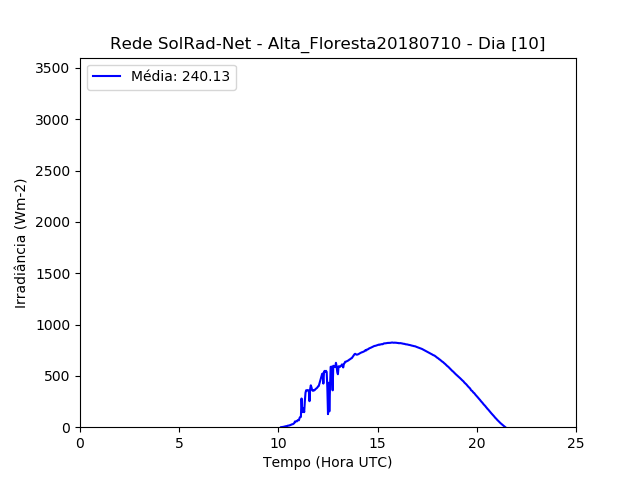 Rede SolRad-Net - Alta_Floresta20180710 - Dia [10]
Média: 240.13
3500
3000
2500
2000
1500
1000
500
0
Irradiância (Wm-2)
0 5 10 15 20 25
Tempo (Hora UTC)